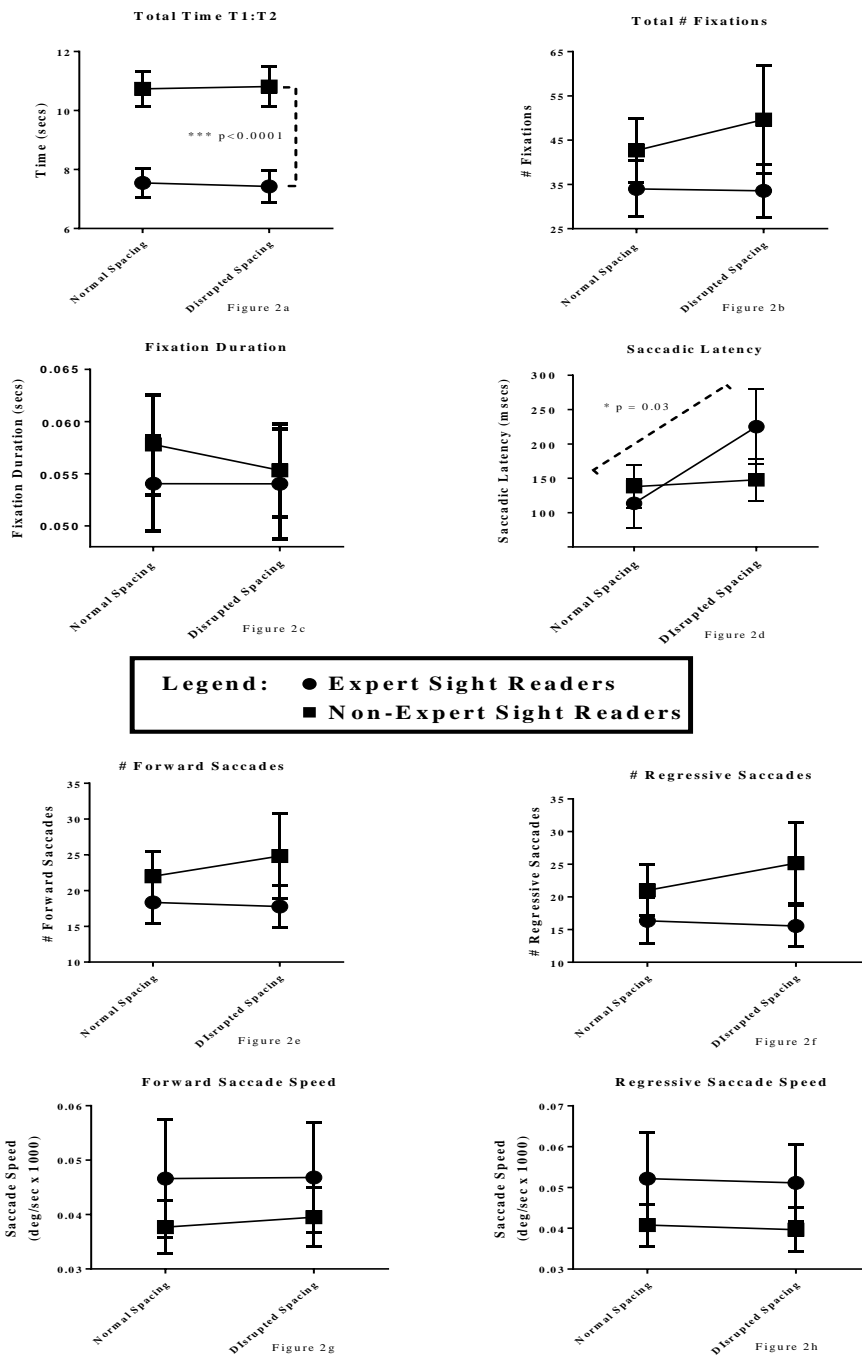 Total Time T1:T2
12
10
8
6
Time (secs)
*** p<0.0001
Normal Spacing
Disrupted Spacing
Figure 2a
Total # Fixations
65
55
45
35
25
# Fixations
Normal Spacing
Disrupted Spacing
Figure 2b
Fixation Duration
0.065
0.060
0.055
0.050
Fixation Duration (secs)
Normal Spacing
Disrupted Spacing
Figure 2c
Saccadic Latency
300
250
200
150
100
Saccadic Latency (msecs)
* p = 0.03
Normal Spacing
DIsrupted Spacing
Figure 2d
Legend:
Expert Sight Readers
Non-Expert Sight Readers
# Forward Saccades
35
30
25
20
15
10
# Forward Saccades
Normal Spacing
DIsrupted Spacing
Figure 2e
# Regressive Saccades
35
30
25
20
15
10
# Regressive Saccades
Normal Spacing
DIsrupted Spacing
Figure 2f
Forward Saccade Speed
0.06
0.05
0.04
0.03
Saccade Speed
(deg/sec x 1000)
Normal Spacing
DIsrupted Spacing
Figure 2g
Regressive Saccade Speed
0.07
0.06
0.05
0.04
0.03
Saccade Speed
(deg/sec x 1000)
Normal Spacing
DIsrupted Spacing
Figure 2h